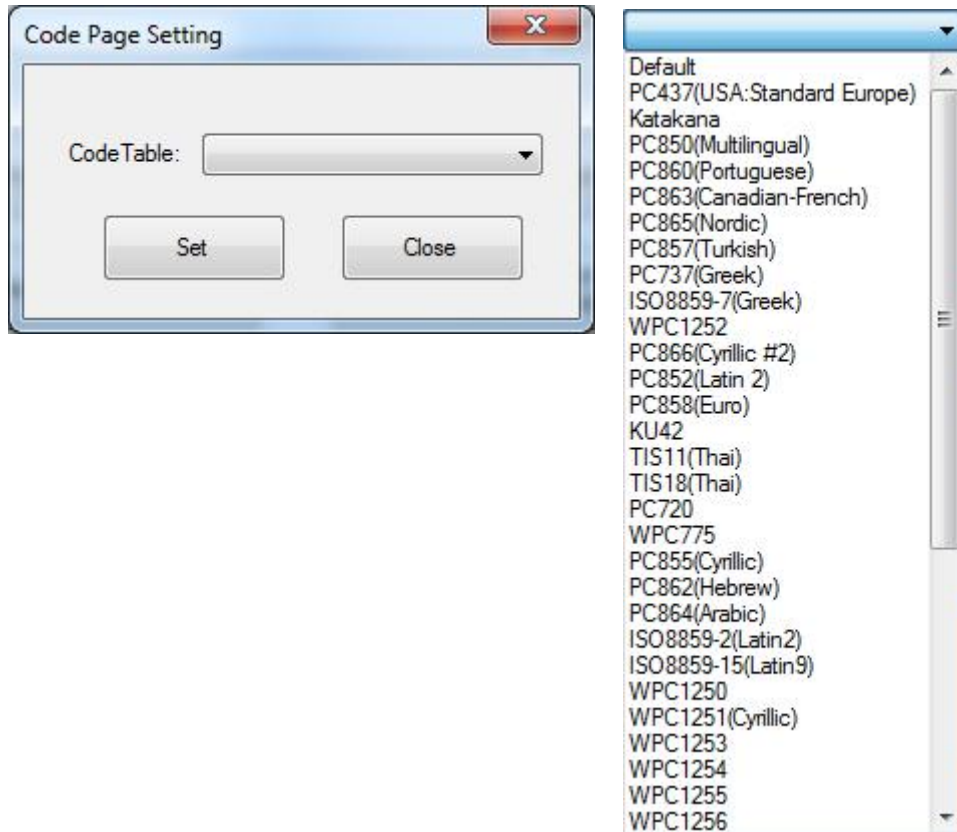 Code Page Setting
CodeTable:
Set
Close
Default
PC437(USA:Standard Europe)
Katakana
PC850(Multilingual)
PC860(Portuguese)
PC863(Canadian-French)
PC865(Nordic)
PC857(Turkish)
PC737(Greek)
ISO8859-7(Greek)
WPC1252
PC866(Cyrillic #2)
PC852(Latin 2)
PC858(Euro)
KU42
TIS11(Thai)
TIS18(Thai)
PC720
WPC775
PC855(Cyrillic)
PC862(Hebrew)
PC864(Arabic)
ISO8859-2(Latin2)
ISO8859-15(Latin9)
WPC1250
WPC1251(Cyrillic)
WPC1253
WPC1254
WPC1255
WPC1256